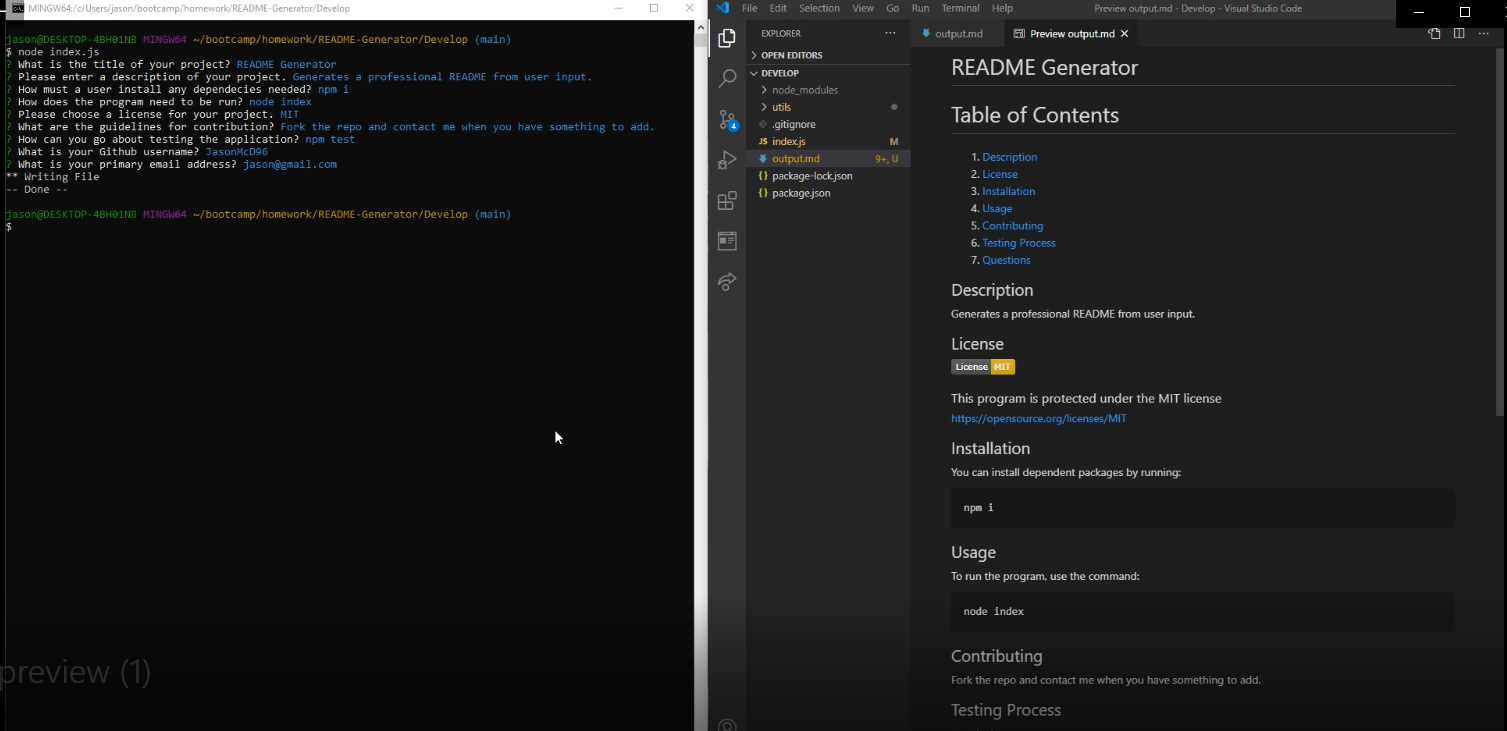 MINGW64:/c/Users/jason/bootcamp/homework/README-Generator/Develop
jason@DESKTOP-4BH01NB MINGW64 ~/bootcamp/homework/README-Generator/Develop (main)
$ node index.js
? What is the title of your project? README Generator
? Please enter a description of your project. Generates a professional README from user input.
? How must a user install any dependecies needed? npm i
? How does the program need to be run? node index
? Please choose a license for your project. MIT
? What are the guidelines for contribution? Fork the repo and contact me when you have something to add.
? How can you go about testing the application? npm test
? What is your Github username? JasonMcD96
? What is your primary email address? jason@gmail.com
** Writing File
-- Done --
jason@DESKTOP-4BH01NB MINGW64 ~/bootcamp/homework/README-Generator/Develop (main)
$
preview (1)
File Edit Selection View Go Run Terminal Help
Preview output.md - Develop - Visual Studio Code
EXPLORER
OPEN EDITORS
DEVELOP
node_modules
utils
.gitignore
JS index.js M
output.md 9+, U
{} package-lock.json
{} package.json
4
output.md
Preview output.md
README Generator
Table of Contents
1. Description
2. License
3. Installation
4. Usage
5. Contributing
6. Testing Process
7. Questions
Description
Generates a professional README from user input.
License
License MIT
This program is protected under the MIT license
https://opensource.org/licenses/MIT
Installation
You can install dependent packages by running:
npm i
Usage
To run the program, use the command:
node index
Contributing
Fork the repo and contact me when you have something to add.
Testing Process